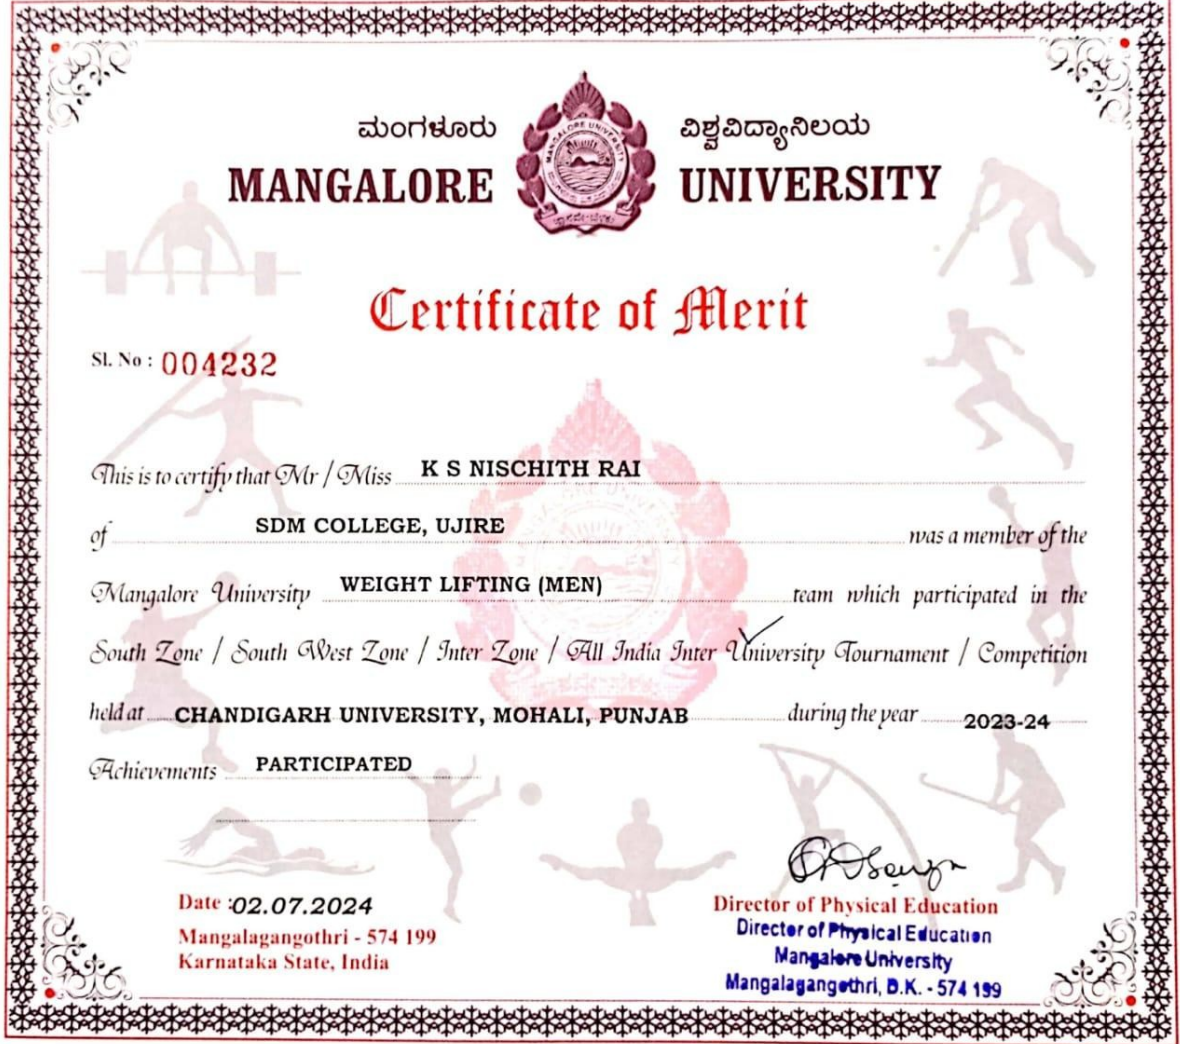 ಮಂಗಳೂರು ವಿಶ್ವವಿದ್ಯಾನಿಲಯ
MANGALORE UNIVERSITY
MANGALORE UNIVERSITY
Certificate of Merit
Sl. No : 004232
This is to certify that Mr / Miss K S NISCHITH RAI
of SDM COLLEGE, UJIRE was a member of the
Mangalore University WEIGHT LIFTING (MEN) team which participated in the
South Zone / South West Zone / Inter Zone / All India Inter University Tournament / Competition
held at CHANDIGARH UNIVERSITY, MOHALI, PUNJAB during the year 2023-24
Achievements PARTICIPATED
Date : 02.07.2024
Mangalagangothri - 574 199
Karnataka State, India
Director of Physical Education
Director of Physical Education
Mangalore University
Mangalagangothri, D.K. - 574 199